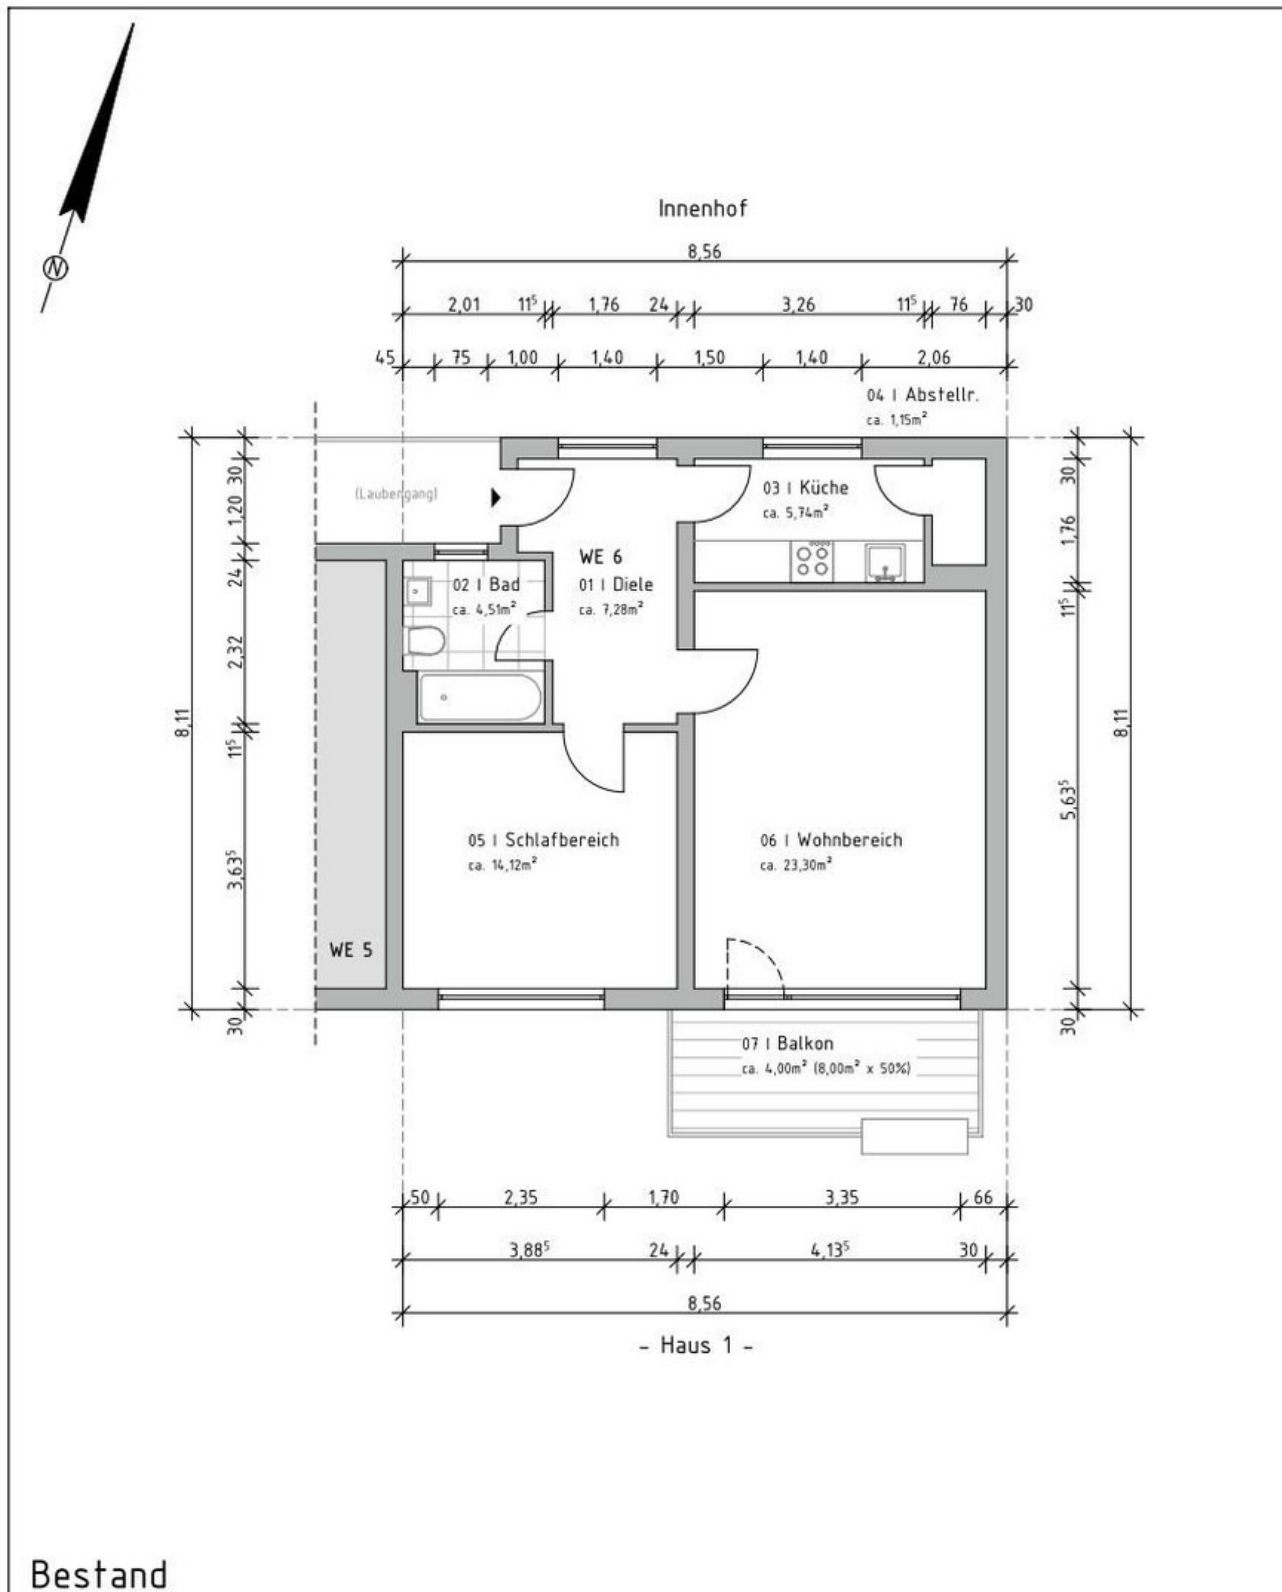 N
Innenhof
8,56
2,01 11⁵ 1,76 24 3,26 11⁵ 76 30
45 75 1,00 1,40 1,50 1,40 2,06
04 | Abstellr.
ca. 1,15m²
(Laubengang)
03 | Küche
ca. 5,74m²
WE 6
02 | Bad
ca. 4,51m²
01 | Diele
ca. 7,28m²
8,11
30
1,20
24
2,32
11⁵
3,63⁵
30
30
1,76
11⁵
5,63⁵
30
8,11
05 | Schlafbereich
ca. 14,12m²
06 | Wohnbereich
ca. 23,30m²
WE 5
07 | Balkon
ca. 4,00m² (8,00m² x 50%)
50 2,35 1,70 3,35 66
3,88⁵ 24 4,13⁵ 30
8,56
- Haus 1 -
Bestand